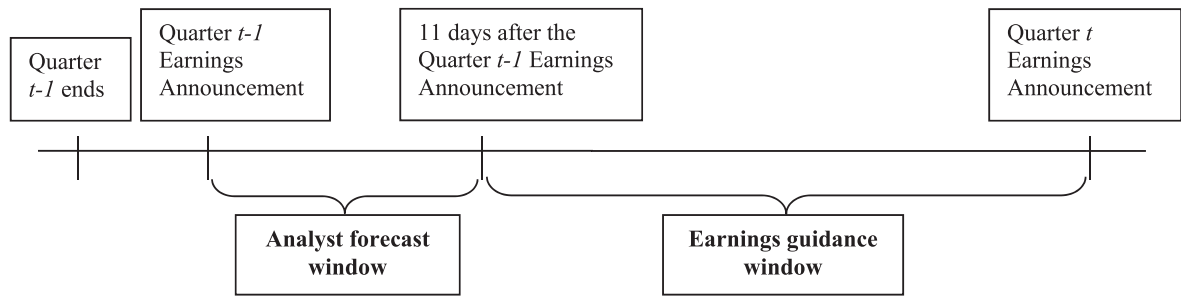 Quarter
t-1 ends
Quarter t-1
Earnings
Announcement
11 days after the
Quarter t-1 Earnings
Announcement
Quarter t
Earnings
Announcement
Analyst forecast
window
Earnings guidance
window